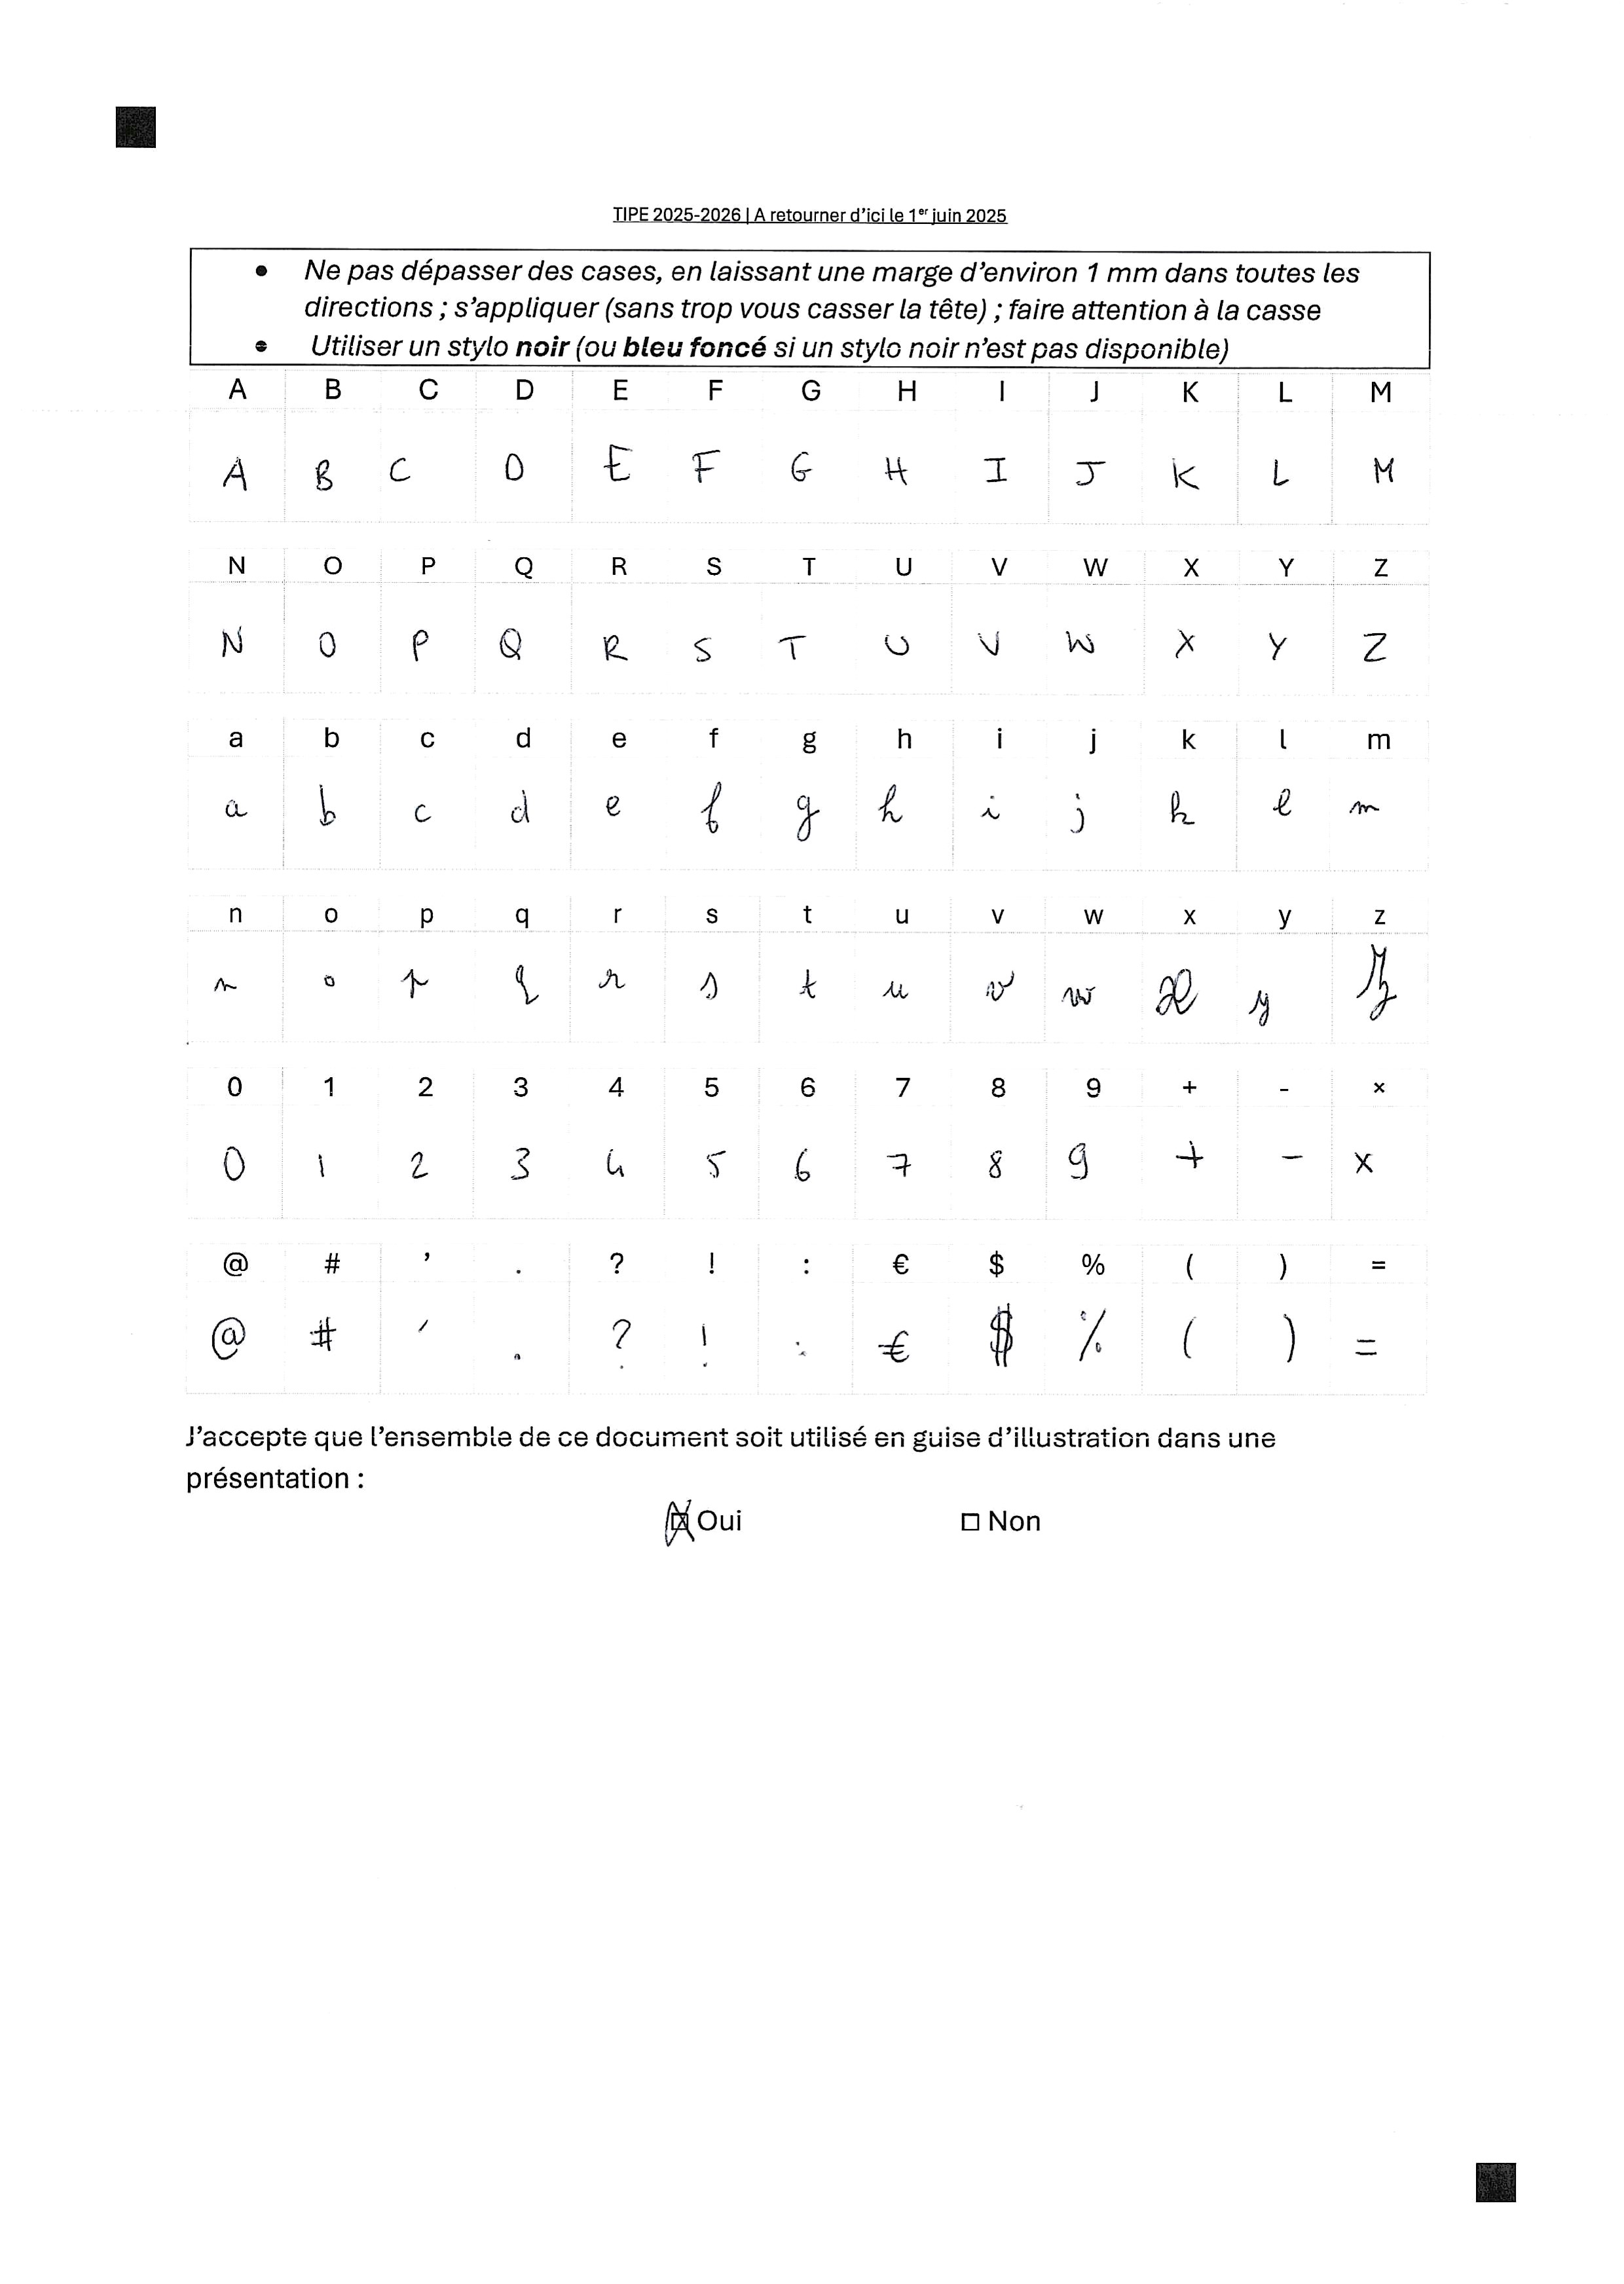 TIPE 2025-2026 | A retourner d'ici le 1er juin 2025
• Ne pas dépasser des cases, en laissant une marge d'environ 1 mm dans toutes les
directions ; s'appliquer (sans trop vous casser la tête) ; faire attention à la casse
• Utiliser un stylo noir (ou bleu foncé si un stylo noir n'est pas disponible)
A B C D E F G H I J K L M
A B C D E F G H I J K L M
N O P Q R S T U V W X Y Z
N O P Q R S T U V W X Y Z
a b c d e f g h i j k l m
a b c d e f g h i j k l m
n o p q r s t u v w x y z
n o p q r s t u v w x y z
0 1 2 3 4 5 6 7 8 9 + - ×
0 1 2 3 4 5 6 7 8 9 + - ×
@ # ’ . ? ! : € $ % ( ) =
@ # ' . ? ! : € $ % ( ) =
J'accepte que l'ensemble de ce document soit utilisé en guise d'illustration dans une
présentation :
☒ Oui ☐ Non